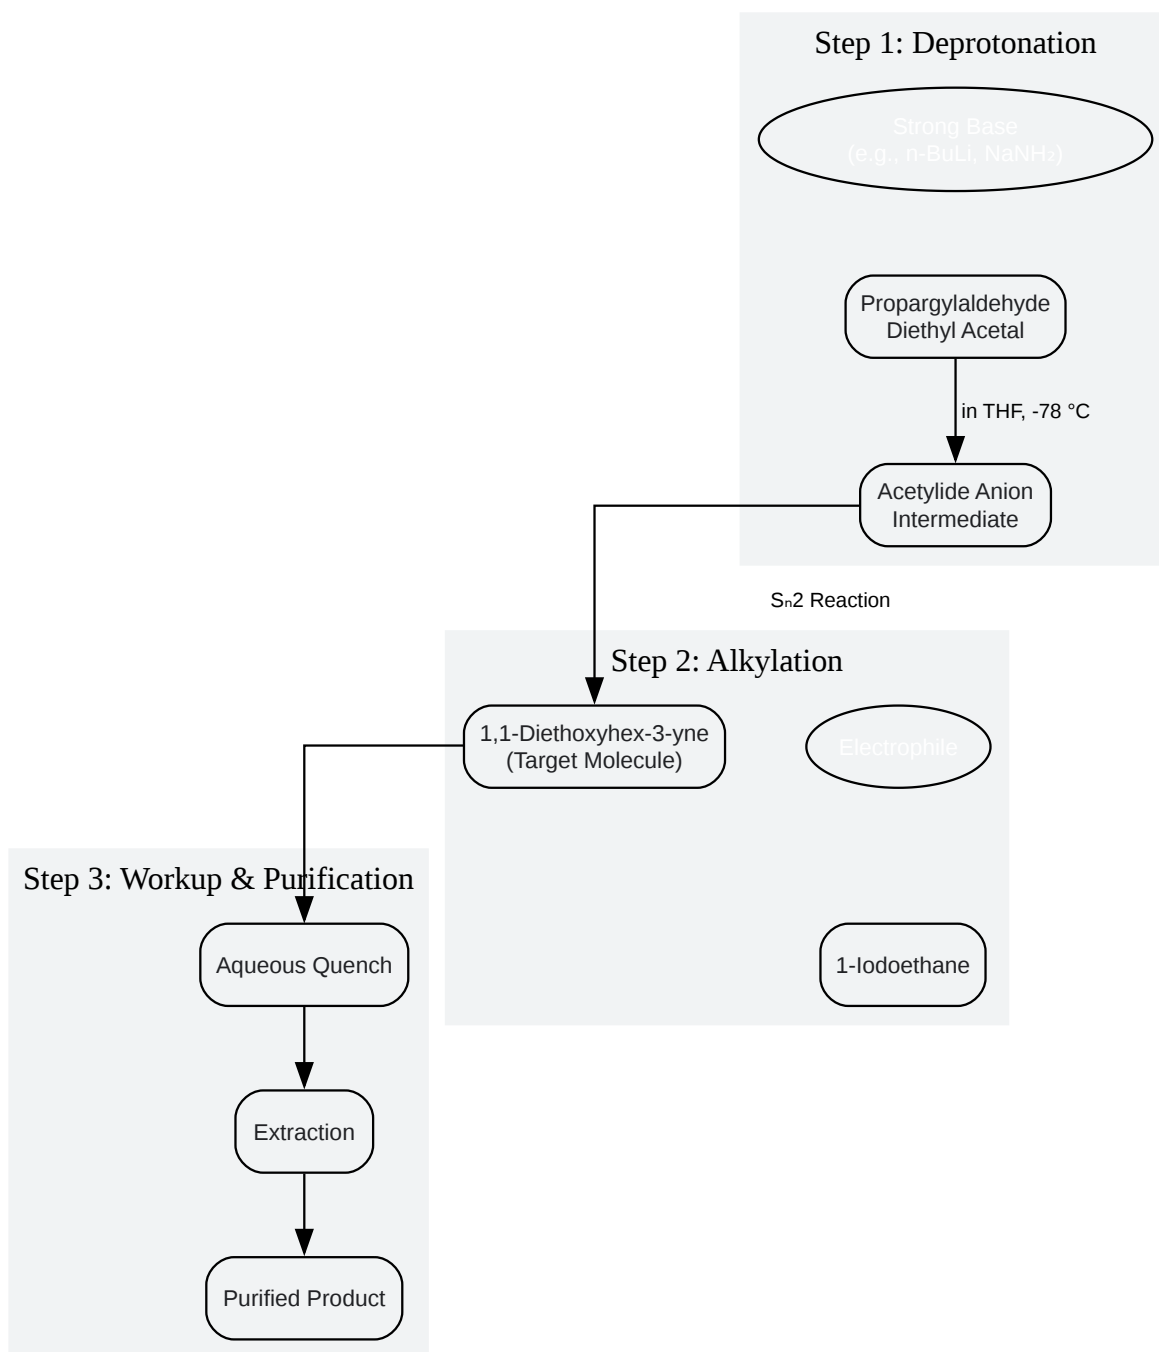 Step 1: Deprotonation
Strong Base
(e.g., n-BuLi, NaNH₂)
Propargylaldehyde
Diethyl Acetal
in THF, -78 °C
Acetylide Anion
Intermediate
Sₙ2 Reaction
Step 2: Alkylation
1,1-Diethoxyhex-3-yne
(Target Molecule)
Electrophile
1-Iodoethane
Step 3: Workup & Purification
Aqueous Quench
Extraction
Purified Product